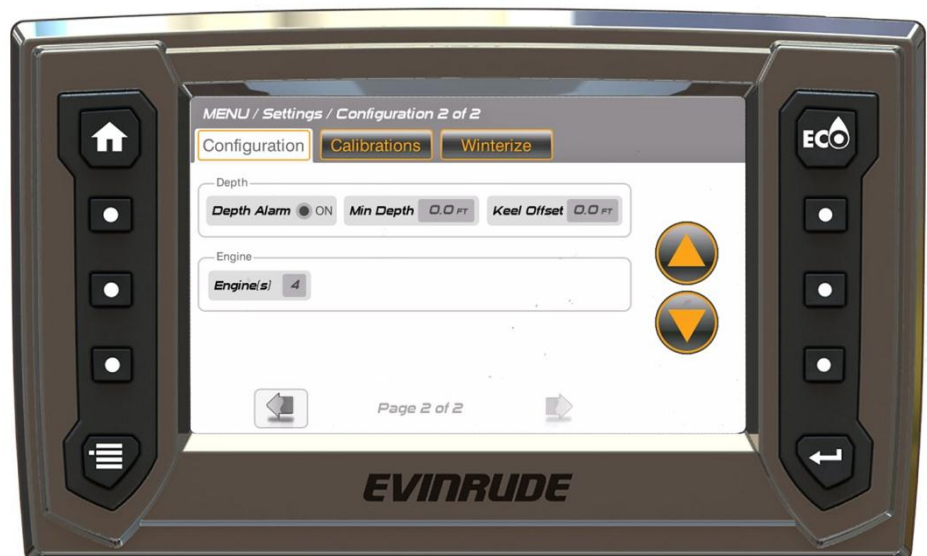 MENU / Settings / Configuration 2 of 2
Configuration Calibrations Winterize
Depth
Depth Alarm ON Min Depth 0.0 FT Keel Offset 0.0 FT
Engine
Engine(s) 4
Page 2 of 2
ECO
EVINRUDE